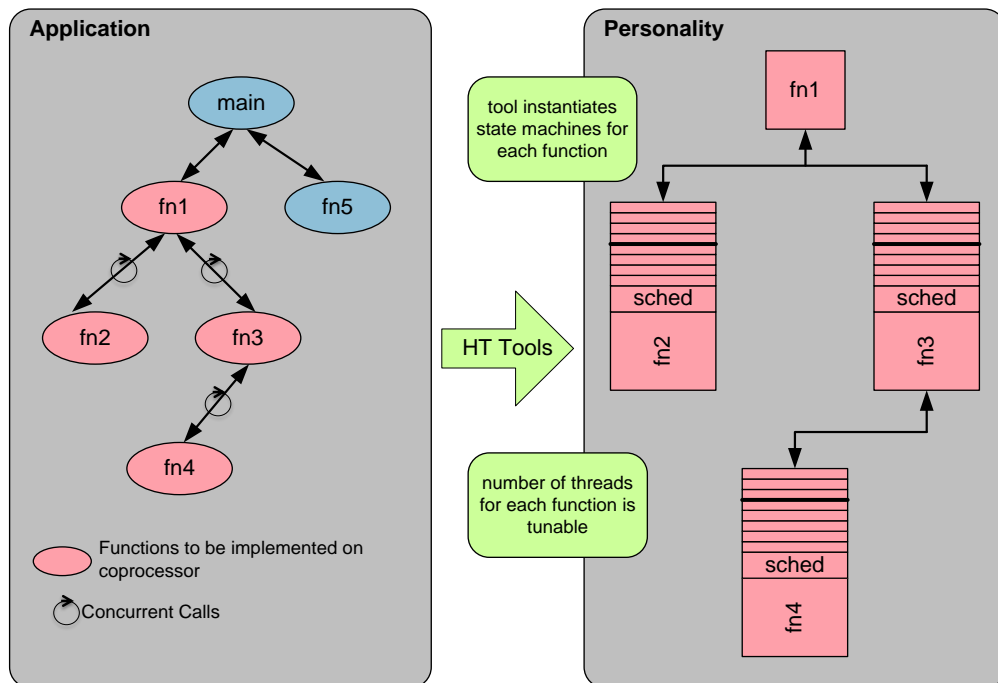 Application
main
fn1
fn5
fn2
fn3
fn4
Functions to be implemented on
coprocessor
Concurrent Calls
tool instantiates
state machines for
each function
HT Tools
number of threads
for each function is
tunable
Personality
fn1
sched
fn2
sched
fn3
sched
fn4